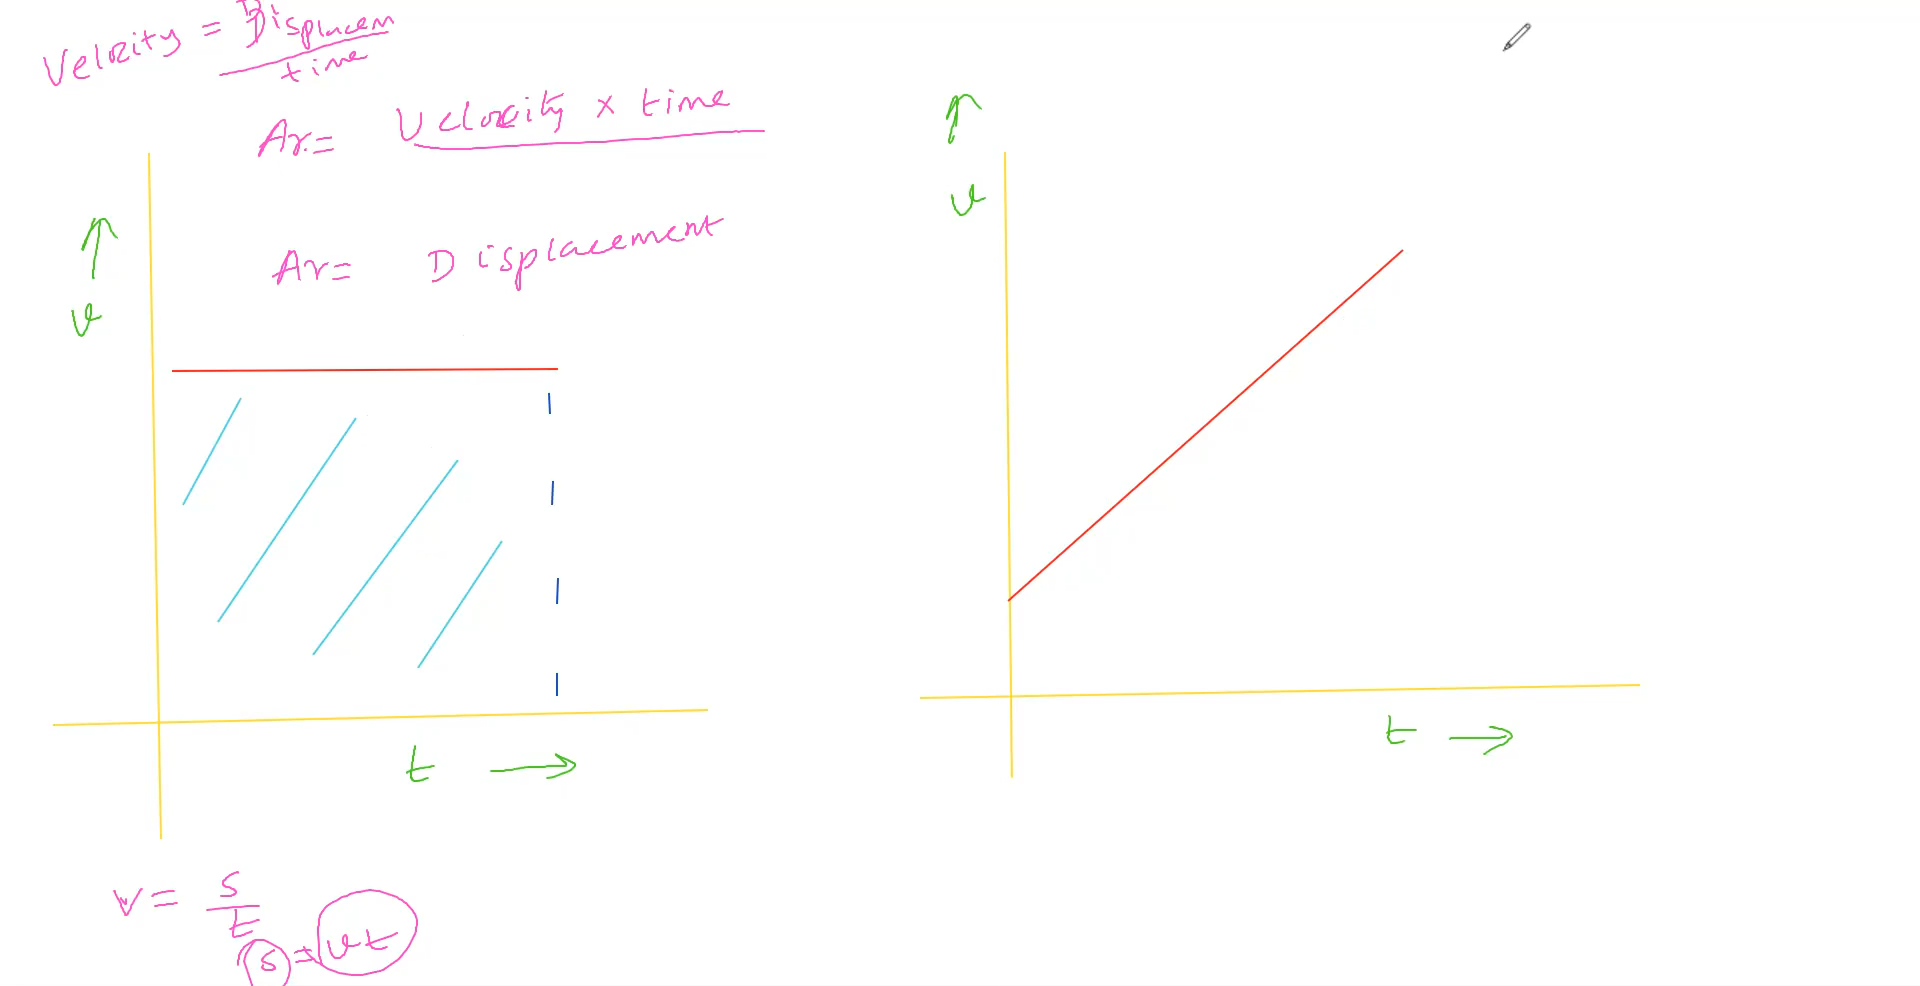 Velocity = Displacem
time
Ar= Velocity × time
Ar= Displacement
v
t →
v = s
t
s = vt
v
t →